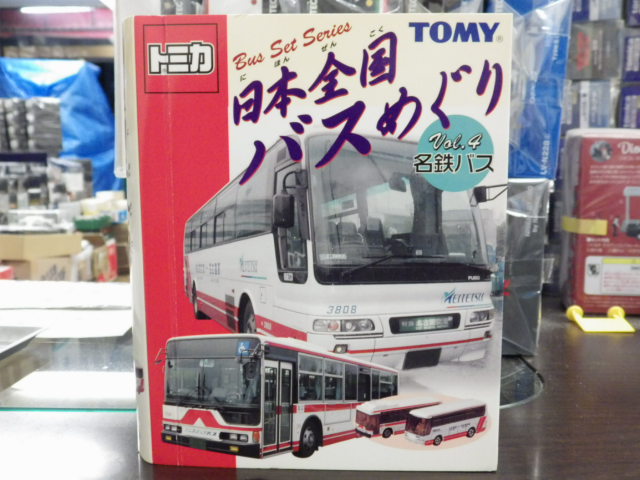 トミカ
Bus Set Series
TOMY®
に ほん ぜん こく
日本全国
バスめぐり
Vol.4
名鉄バス
FUSO
MEITETSU
3808